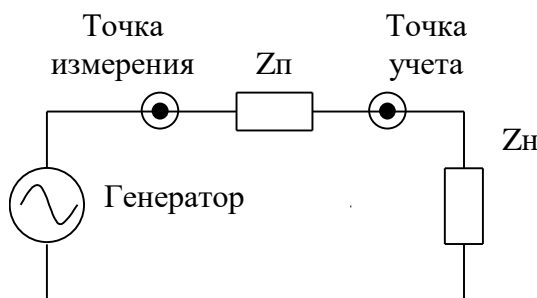 Точка
измерения
Zп
Точка
учета
Zн
Генератор